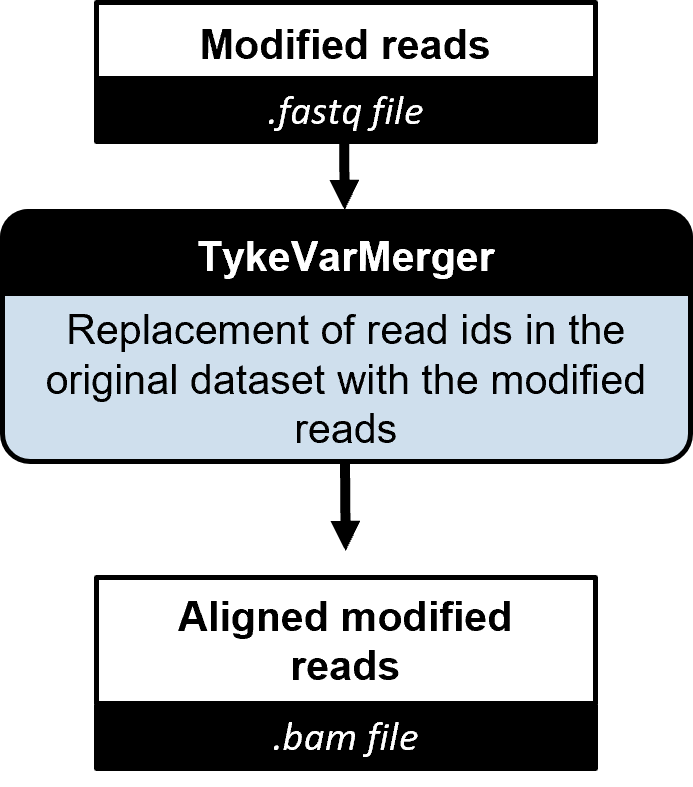 Modified reads
.fastq file
TykeVarMerger
Replacement of read ids in the
original dataset with the modified
reads
Aligned modified
reads
.bam file